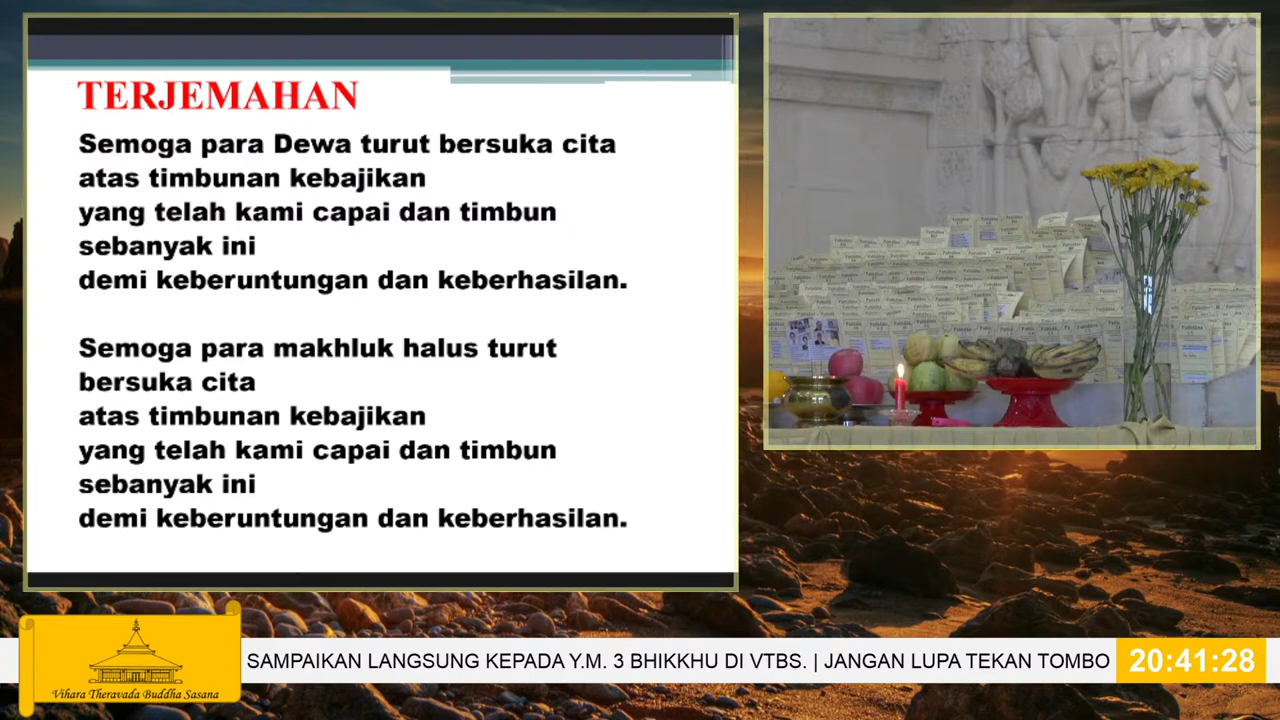 TERJEMAHAN
Semoga para Dewa turut bersuka cita
atas timbunan kebajikan
yang telah kami capai dan timbun
sebanyak ini
demi keberuntungan dan keberhasilan.
Semoga para makhluk halus turut
bersuka cita
atas timbunan kebajikan
yang telah kami capai dan timbun
sebanyak ini
demi keberuntungan dan keberhasilan.
Vihara Theravada Buddha Sasana
SAMPAIKAN LANGSUNG KEPADA Y.M. 3 BHIKKHU DI VTBS. | JANGAN LUPA TEKAN TOMBO
20:41:28